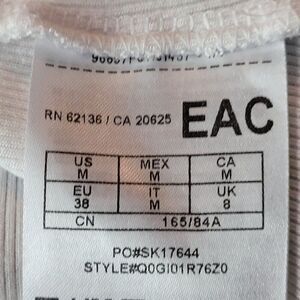 RN 62136 / CA 20625 EAC
US MEX CA
M M M
EU IT UK
38 M 8
CN 165/84A
PO#SK17644
STYLE#Q0GI01R76Z0